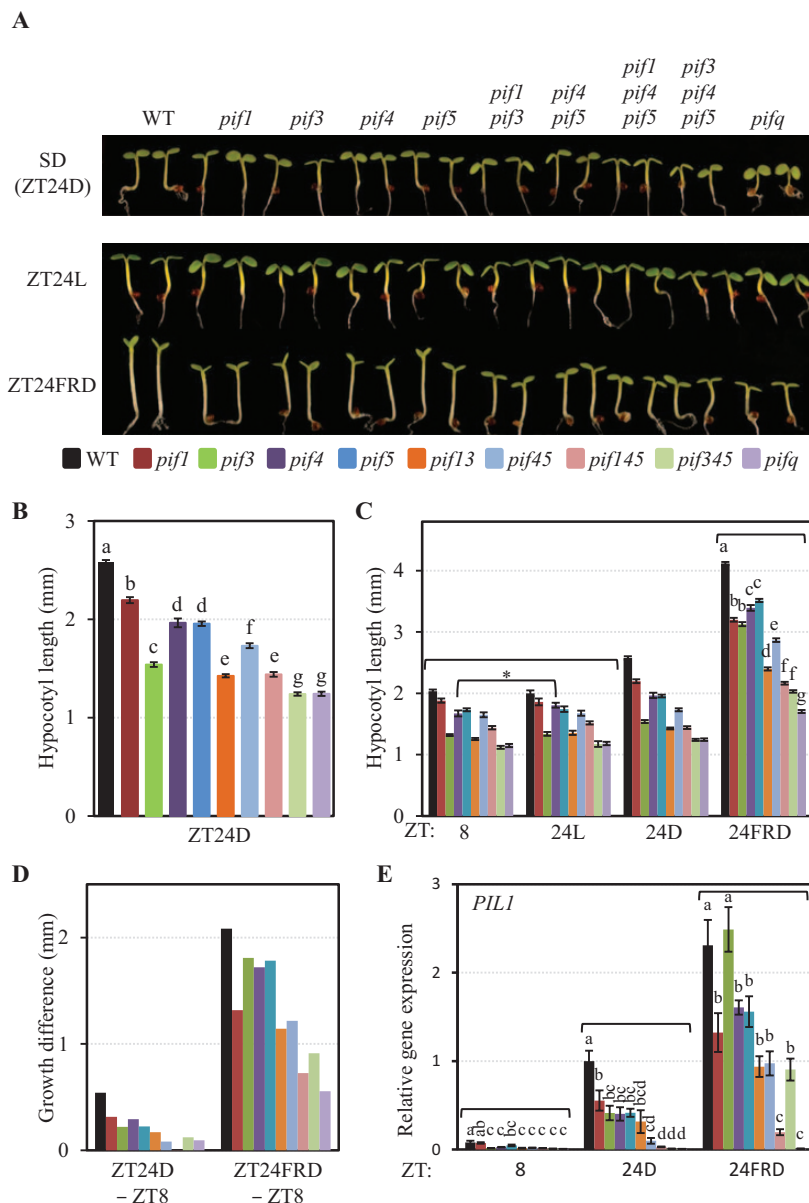 A
WT pif1 pif3 pif4 pif5 pif1 pif3 pif4 pif5 pif1 pif4 pif5 pif3 pif4 pif5 pifq
SD
(ZT24D)
ZT24L
ZT24FRD
WT pif1 pif3 pif4 pif5 pif13 pif45 pif145 pif345 pifq
B
Hypocotyl length (mm)
3
2
1
0
a b c d d e f e g g
ZT24D
C
Hypocotyl length (mm)
4
3
2
1
0
*
a b b c c d e f f g
ZT: 8 24L 24D 24FRD
D
Growth difference (mm)
2
1
0
ZT24D
– ZT8
ZT24FRD
– ZT8
E
PIL1
Relative gene expression
3
2
1
0
a ab c c bc c c c c c
a b bc bc bc bcd cd d d d
a b a b b b b c b c
ZT: 8 24D 24FRD